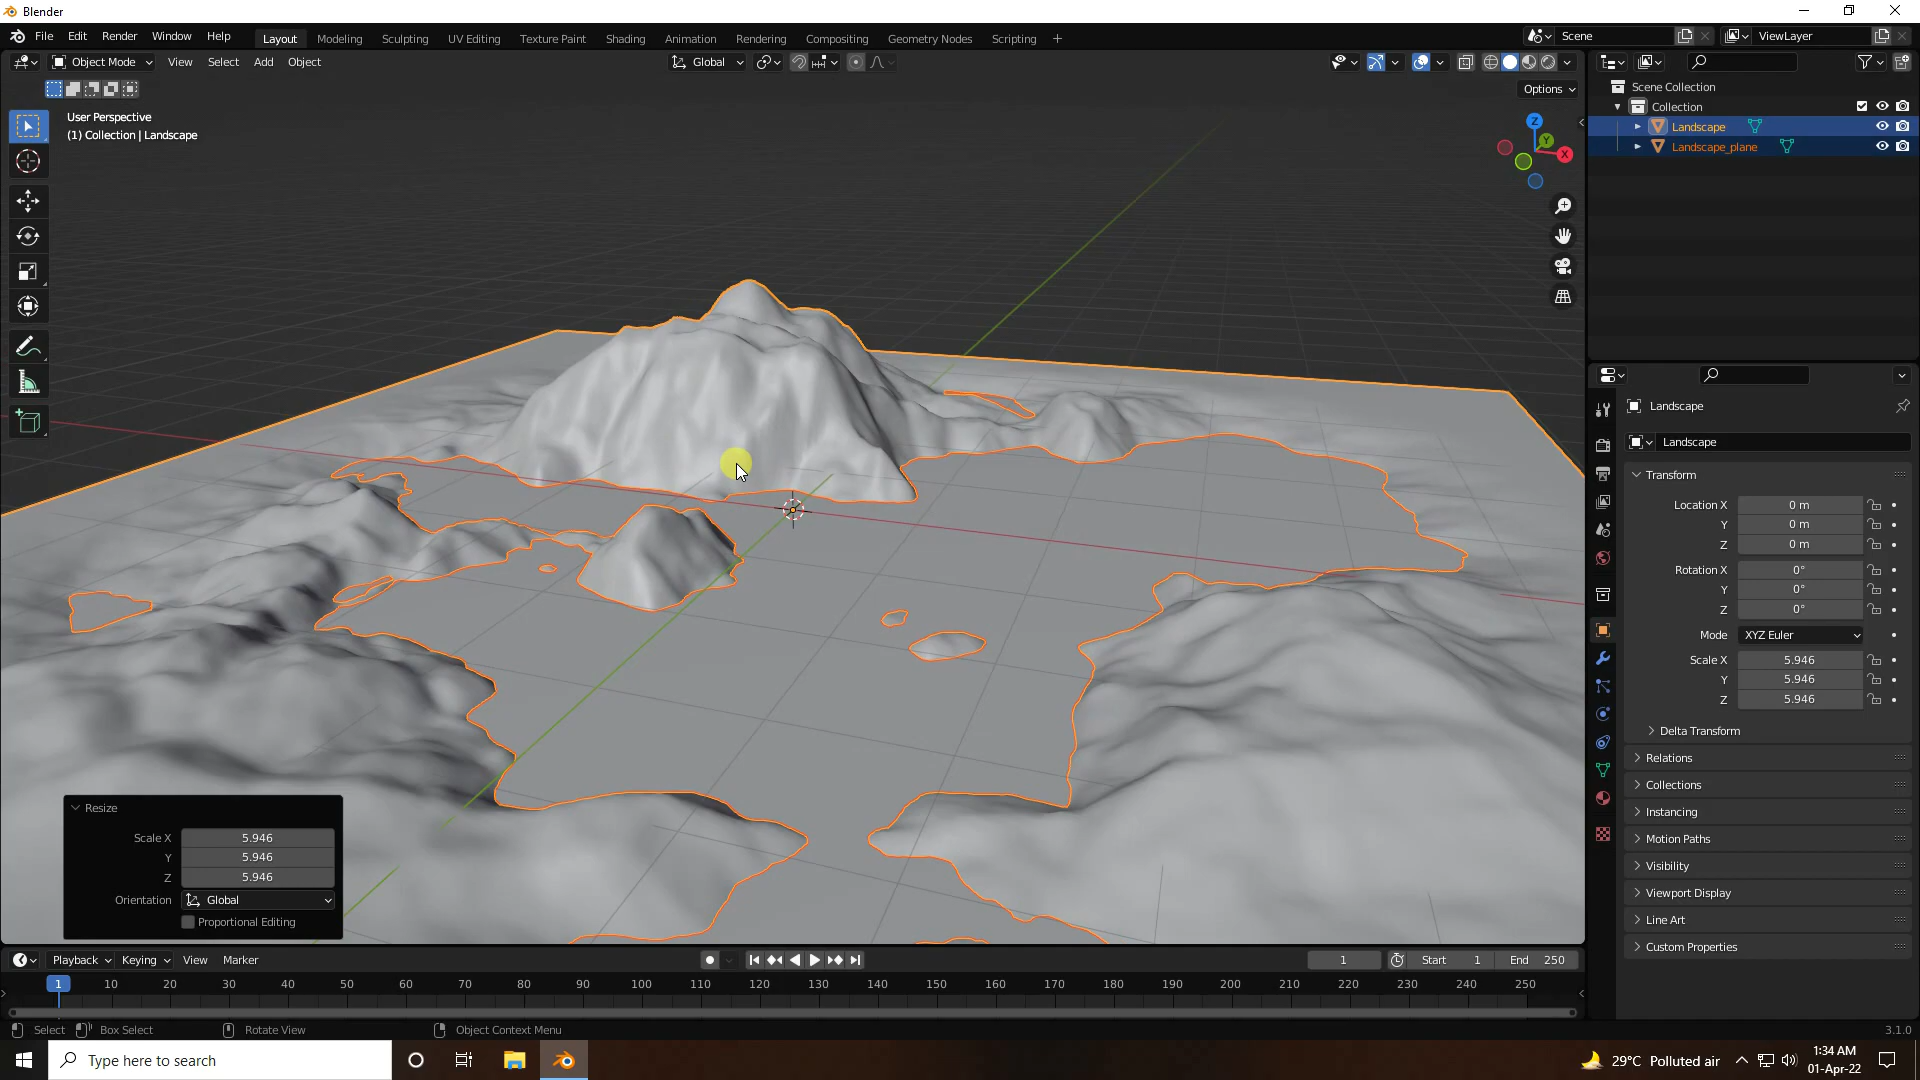 Blender
File Edit Render Window Help
Layout Modeling Sculpting UV Editing Texture Paint Shading Animation Rendering Compositing Geometry Nodes Scripting
Scene
ViewLayer
Object Mode View Select Add Object
Global
Options
User Perspective
(1) Collection | Landscape
Z
Y
X
Scene Collection
Collection
Landscape
Landscape_plane
Landscape
Landscape
Transform
Location X 0 m
Y 0 m
Z 0 m
Rotation X 0°
Y 0°
Z 0°
Mode XYZ Euler
Scale X 5.946
Y 5.946
Z 5.946
Delta Transform
Relations
Collections
Instancing
Motion Paths
Visibility
Viewport Display
Line Art
Custom Properties
Resize
Scale X 5.946
Y 5.946
Z 5.946
Orientation Global
Proportional Editing
Playback Keying View Marker
1 Start 1 End 250
1 10 20 30 40 50 60 70 80 90 100 110 120 130 140 150 160 170 180 190 200 210 220 230 240 250
Select Box Select Rotate View Object Context Menu
3.1.0
Type here to search
29°C Polluted air
1:34 AM
01-Apr-22